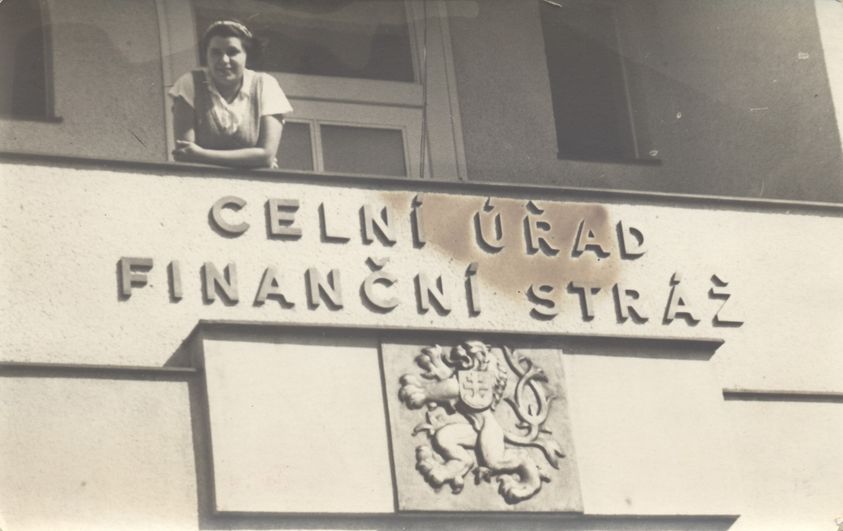 CELNÍ ÚŘAD
FINANČNÍ STRÁŽ